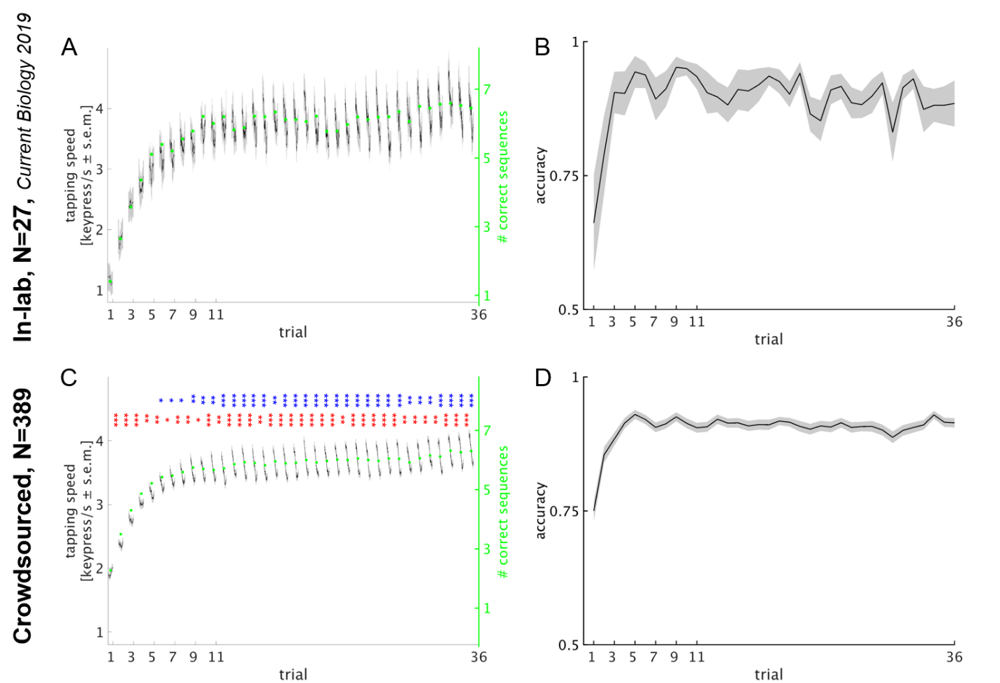 In-lab, N=27, Current Biology 2019
A
tapping speed
[keypress/s ± s.e.m.]
4
3
2
1
7
5
3
1
# correct sequences
1 3 5 7 9 11 36
trial
B
accuracy
1
0.75
0.5
1 3 5 7 9 11 36
trial
Crowdsourced, N=389
C
tapping speed
[keypress/s ± s.e.m.]
4
3
2
1
7
5
3
1
# correct sequences
1 3 5 7 9 11 36
trial
D
accuracy
1
0.75
0.5
1 3 5 7 9 11 36
trial